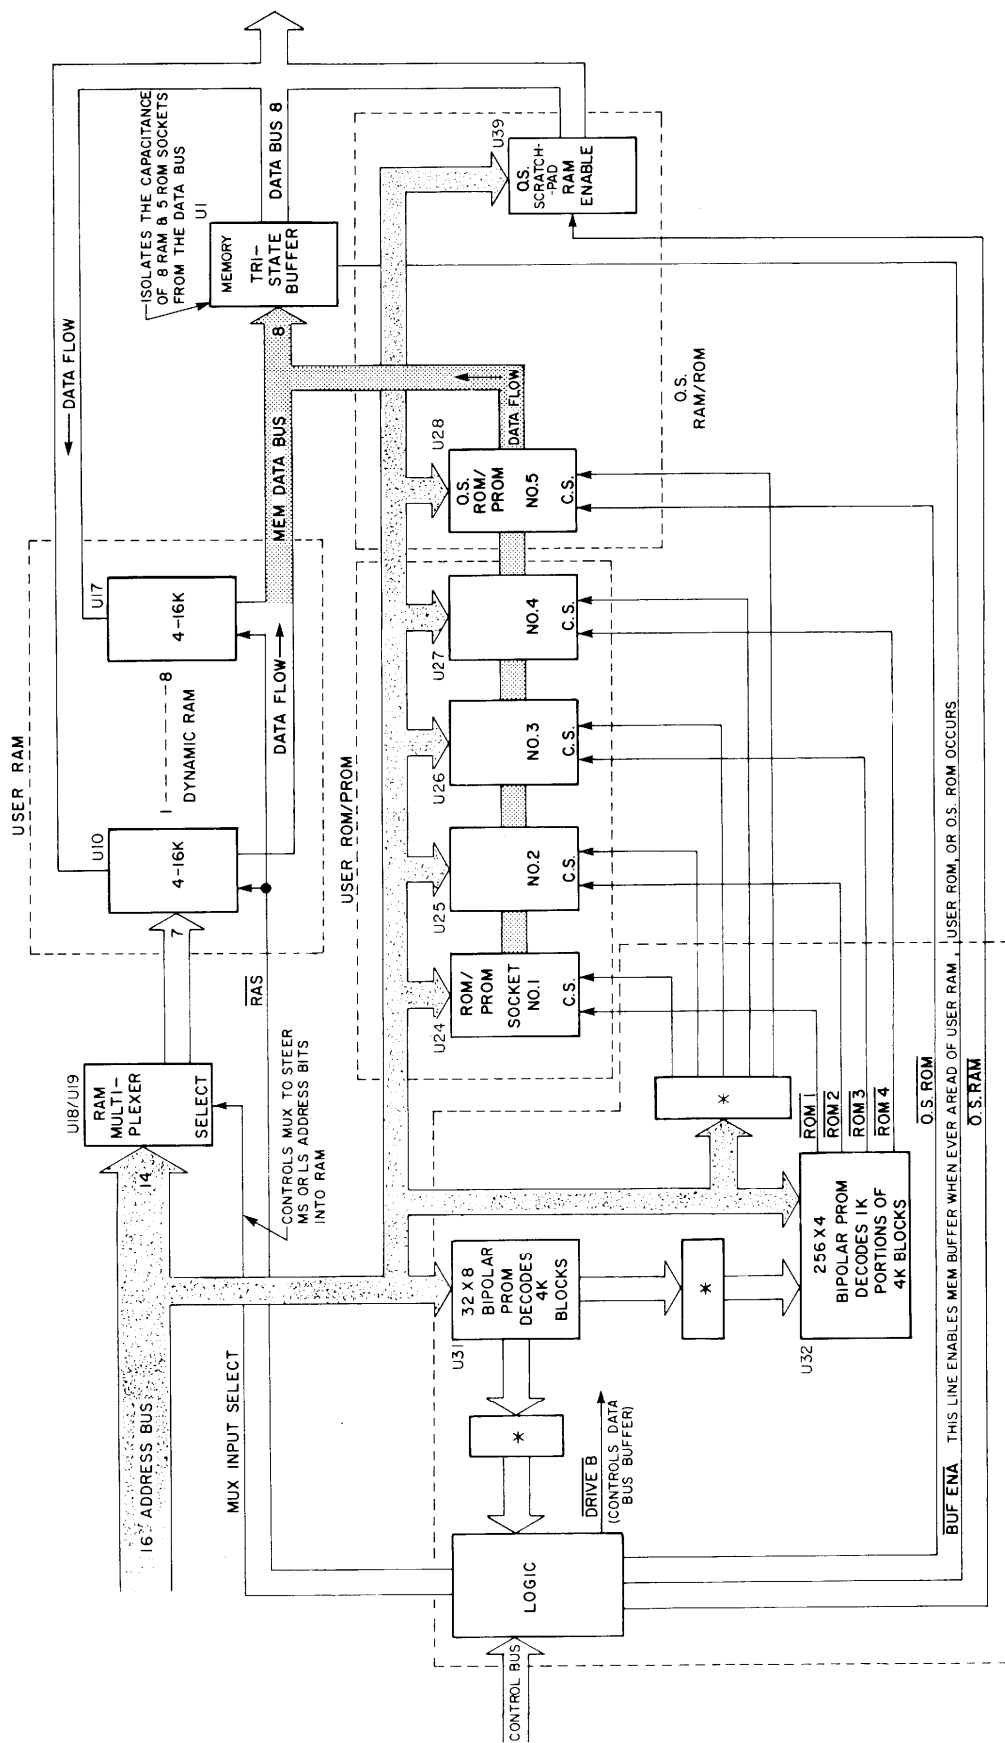 USER RAM
U10
U17
4-16K
4-16K
1 ----- 8
DYNAMIC RAM
7
DATA FLOW
DATA FLOW
RAS
U18/U19
RAM
MULTI-
PLEXER
SELECT
14
16 ADDRESS BUS
MUX INPUT SELECT
CONTROLS MUX TO STEER
MS OR LS ADDRESS BITS
INTO RAM
MEM DATA BUS
8
ISOLATES THE CAPACITANCE
OF 8 RAM & 5 ROM SOCKETS
FROM THE DATA BUS
U1
MEMORY
TRI-
STATE
BUFFER
DATA BUS 8
USER ROM/PROM
U24
ROM/
PROM
SOCKET
NO.1
C.S.
U25
NO.2
C.S.
U26
NO.3
C.S.
U27
NO.4
C.S.
U28
O.S.
ROM/
PROM
NO.5
C.S.
DATA FLOW
U39
O.S.
SCRATCH-
-PAD
RAM
ENABLE
O.S.
RAM/ROM
U31
32 X 8
BIPOLAR
PROM
DECODES
4K
BLOCKS
*
*
*
U32
256 X 4
BIPOLAR PROM
DECODES 1K
PORTIONS OF
4K BLOCKS
ROM 1
ROM 2
ROM 3
ROM 4
O.S. ROM
O.S. RAM
CONTROL BUS
LOGIC
DRIVE B
(CONTROLS DATA
BUS BUFFER)
BUF ENA THIS LINE ENABLES MEM BUFFER WHEN EVER A READ OF USER RAM, USER ROM, OR O.S. ROM OCCURS